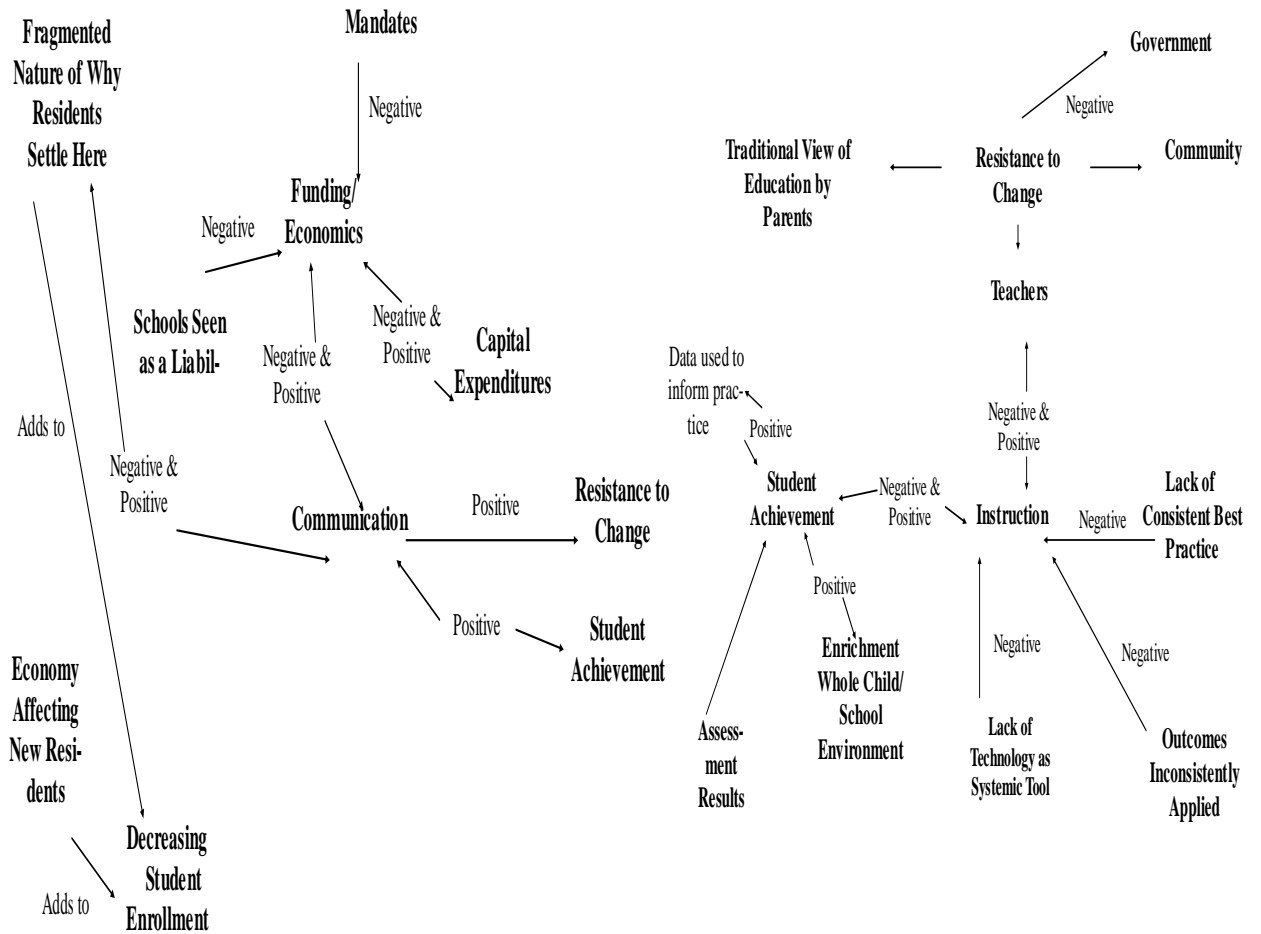 Fragmented
Nature of Why
Residents
Settle Here
Mandates
Negative
Funding/
Economics
Negative
Schools Seen
as a Liabil-
Negative &
Positive
Negative &
Positive
Capital
Expenditures
Adds to
Negative &
Positive
Communication
Positive
Resistance to
Change
Positive
Student
Achievement
Economy
Affecting
New Resi-
dents
Adds to
Decreasing
Student
Enrollment
Government
Negative
Traditional View of
Education by
Parents
Resistance to
Change
Community
Teachers
Data used to
inform prac-
tice
Positive
Negative &
Positive
Student
Achievement
Negative &
Positive
Instruction
Negative
Lack of
Consistent Best
Practice
Positive
Enrichment
Whole Child/
School
Environment
Negative
Negative
Assess-
ment
Results
Lack of
Technology as
Systemic Tool
Outcomes
Inconsistently
Applied